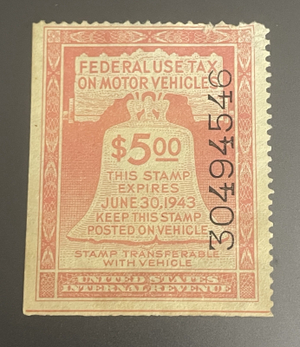 FEDERAL USE TAX
ON MOTOR VEHICLES
$5.00
THIS STAMP
EXPIRES
JUNE 30, 1943
KEEP THIS STAMP
POSTED ON VEHICLE
STAMP TRANSFERABLE
WITH VEHICLE
UNITED STATES
INTERNAL REVENUE
30494546